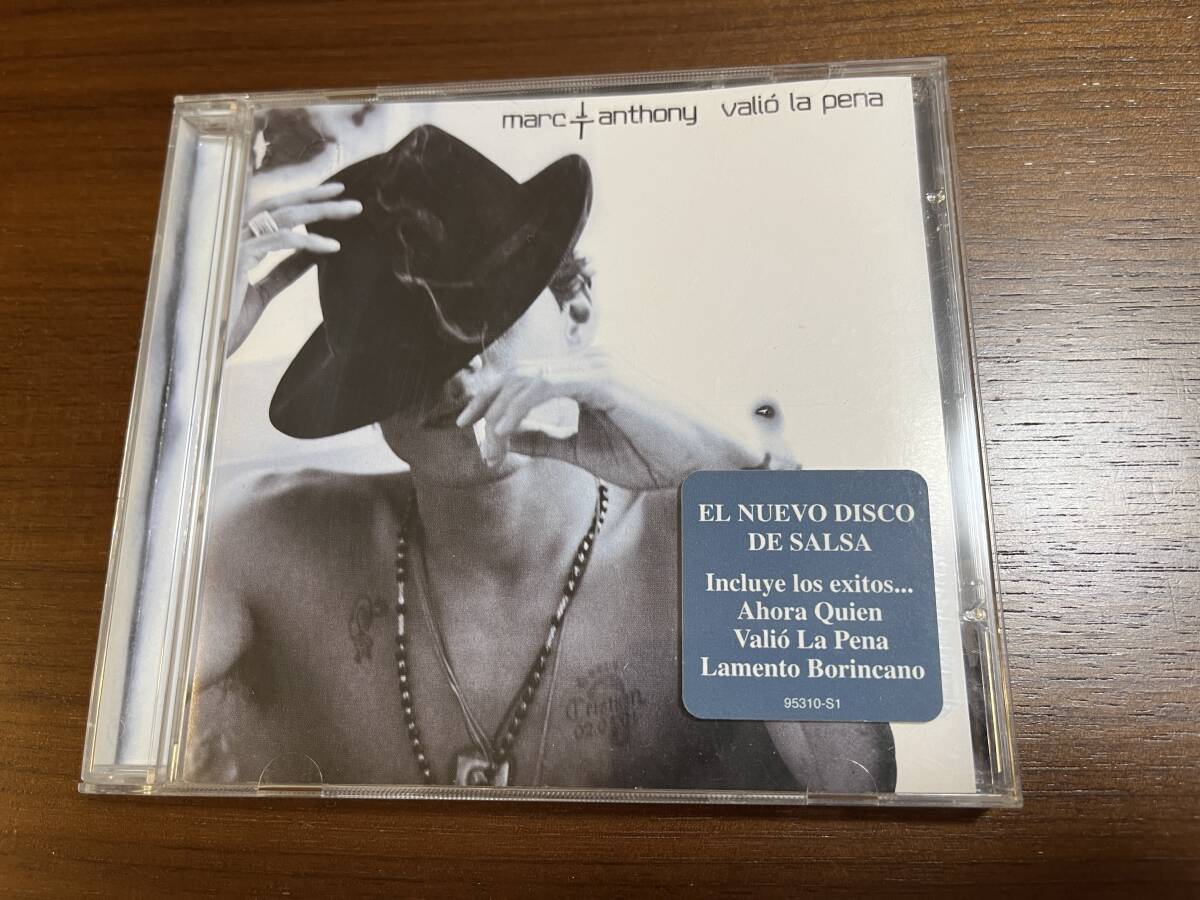 marc anthony valió la pena
EL NUEVO DISCO
DE SALSA
Incluye los exitos...
Ahora Quien
Valió La Pena
Lamento Borincano
95310-S1
Cristian